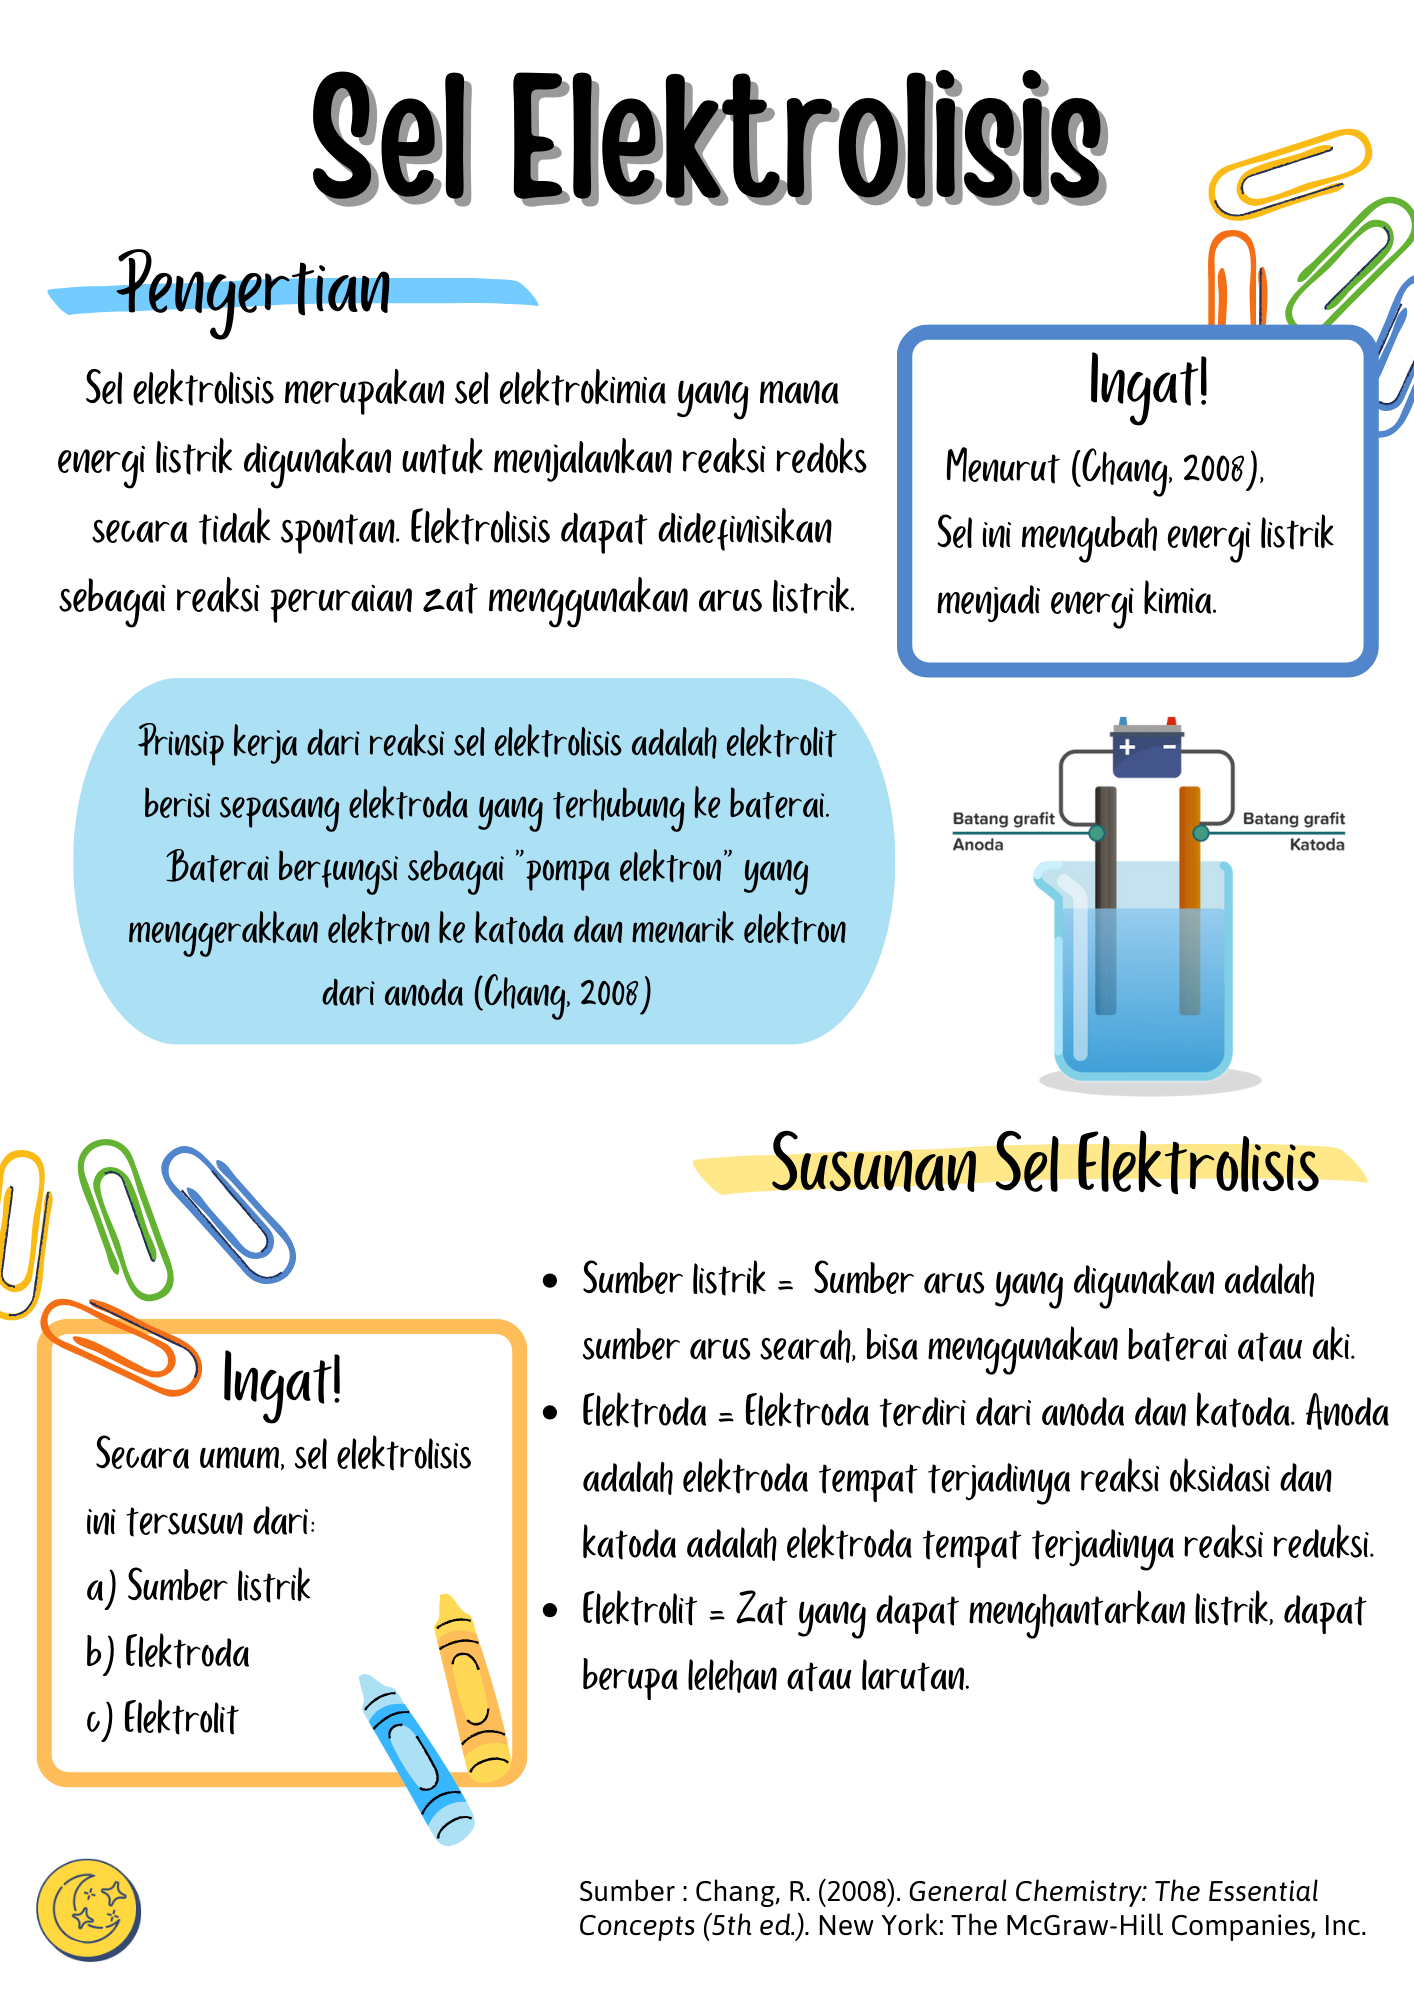 Sel Elektrolisis
Pengertian
Sel elektrolisis merupakan sel elektrokimia yang mana
energi listrik digunakan untuk menjalankan reaksi redoks
secara tidak spontan. Elektrolisis dapat didefinisikan
sebagai reaksi peruraian zat menggunakan arus listrik.
Ingat!
Menurut (Chang, 2008),
Sel ini mengubah energi listrik
menjadi energi kimia.
Prinsip kerja dari reaksi sel elektrolisis adalah elektrolit
berisi sepasang elektroda yang terhubung ke baterai.
Baterai berfungsi sebagai "pompa elektron" yang
menggerakkan elektron ke katoda dan menarik elektron
dari anoda (Chang, 2008)
+ −
Batang grafit
Anoda
Batang grafit
Katoda
Susunan Sel Elektrolisis
• Sumber listrik = Sumber arus yang digunakan adalah
sumber arus searah, bisa menggunakan baterai atau aki.
• Elektroda = Elektroda terdiri dari anoda dan katoda. Anoda
adalah elektroda tempat terjadinya reaksi oksidasi dan
katoda adalah elektroda tempat terjadinya reaksi reduksi.
• Elektrolit = Zat yang dapat menghantarkan listrik, dapat
berupa lelehan atau larutan.
Ingat!
Secara umum, sel elektrolisis
ini tersusun dari:
a) Sumber listrik
b) Elektroda
c) Elektrolit
Sumber : Chang, R. (2008). General Chemistry: The Essential
Concepts (5th ed.). New York: The McGraw-Hill Companies, Inc.